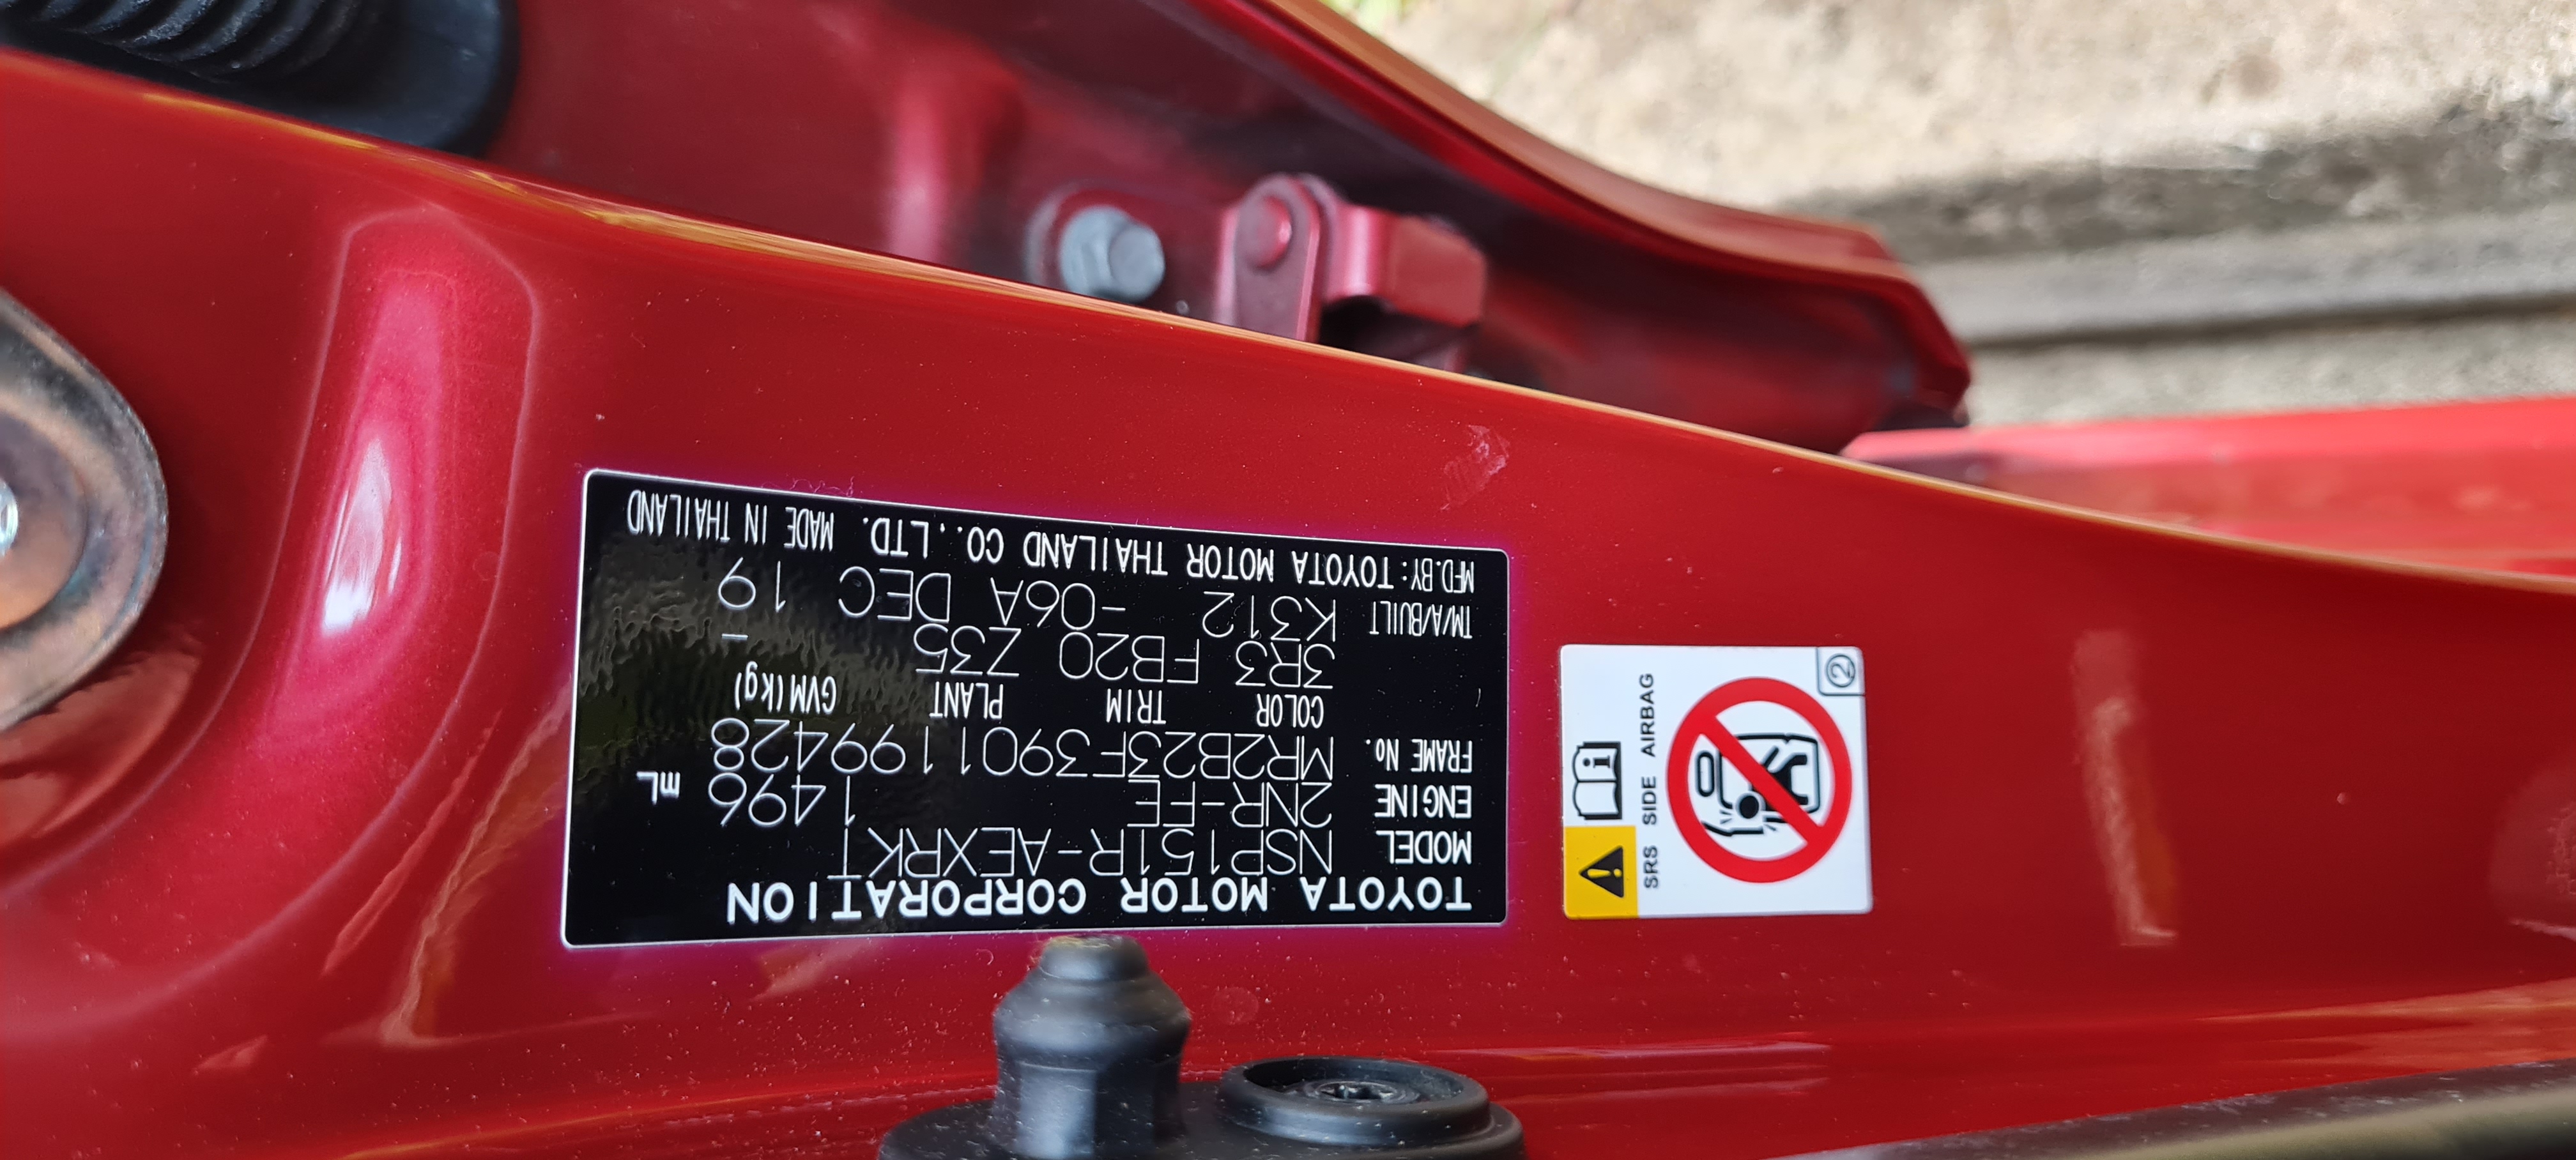 TOYOTA MOTOR CORPORATION
MODEL NSP151R-AEXRKT
ENGINE 2NR-FE 1496 mL
FRAME No. MR2B23F3901199428
COLOR TRIM PLANT GVM(kg)
3R3 FB20 Z35 -
TM/A/BUILT K312 -06A DEC 19
MFD.BY: TOYOTA MOTOR THAILAND CO.,LTD. MADE IN THAILAND
SRS SIDE AIRBAG
2